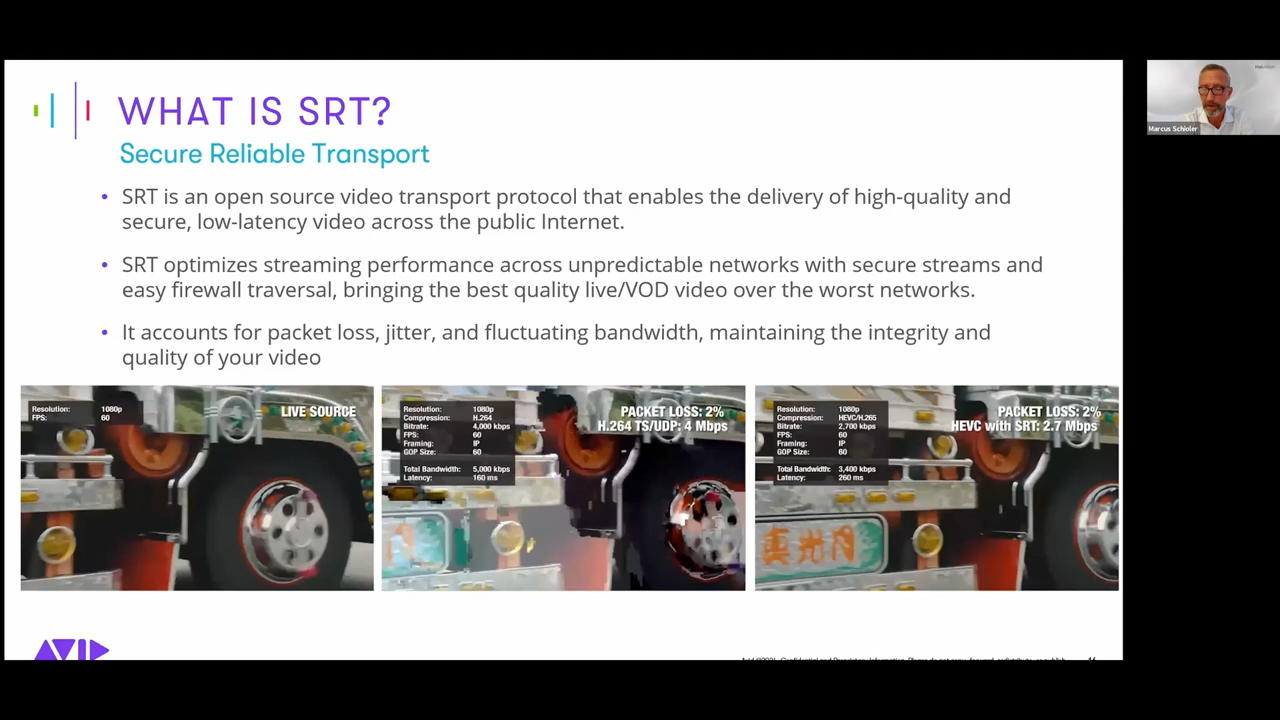 WHAT IS SRT?
Secure Reliable Transport
• SRT is an open source video transport protocol that enables the delivery of high-quality and
secure, low-latency video across the public Internet.
• SRT optimizes streaming performance across unpredictable networks with secure streams and
easy firewall traversal, bringing the best quality live/VOD video over the worst networks.
• It accounts for packet loss, jitter, and fluctuating bandwidth, maintaining the integrity and
quality of your video
Resolution: 1080p
FPS: 60
LIVE SOURCE
Resolution: 1080p
Compression: H.264
Bitrate: 4,000 kbps
FPS: 60
Framing: IP
GOP Size: 60
Total Bandwidth: 5,000 kbps
Latency: 160 ms
PACKET LOSS: 2%
H.264 TS/UDP: 4 Mbps
Resolution: 1080p
Compression: HEVC/H.265
Bitrate: 2,700 kbps
FPS: 60
Framing: IP
GOP Size: 60
Total Bandwidth: 3,400 kbps
Latency: 260 ms
PACKET LOSS: 2%
HEVC with SRT: 2.7 Mbps
AVID
Marcus Schioler